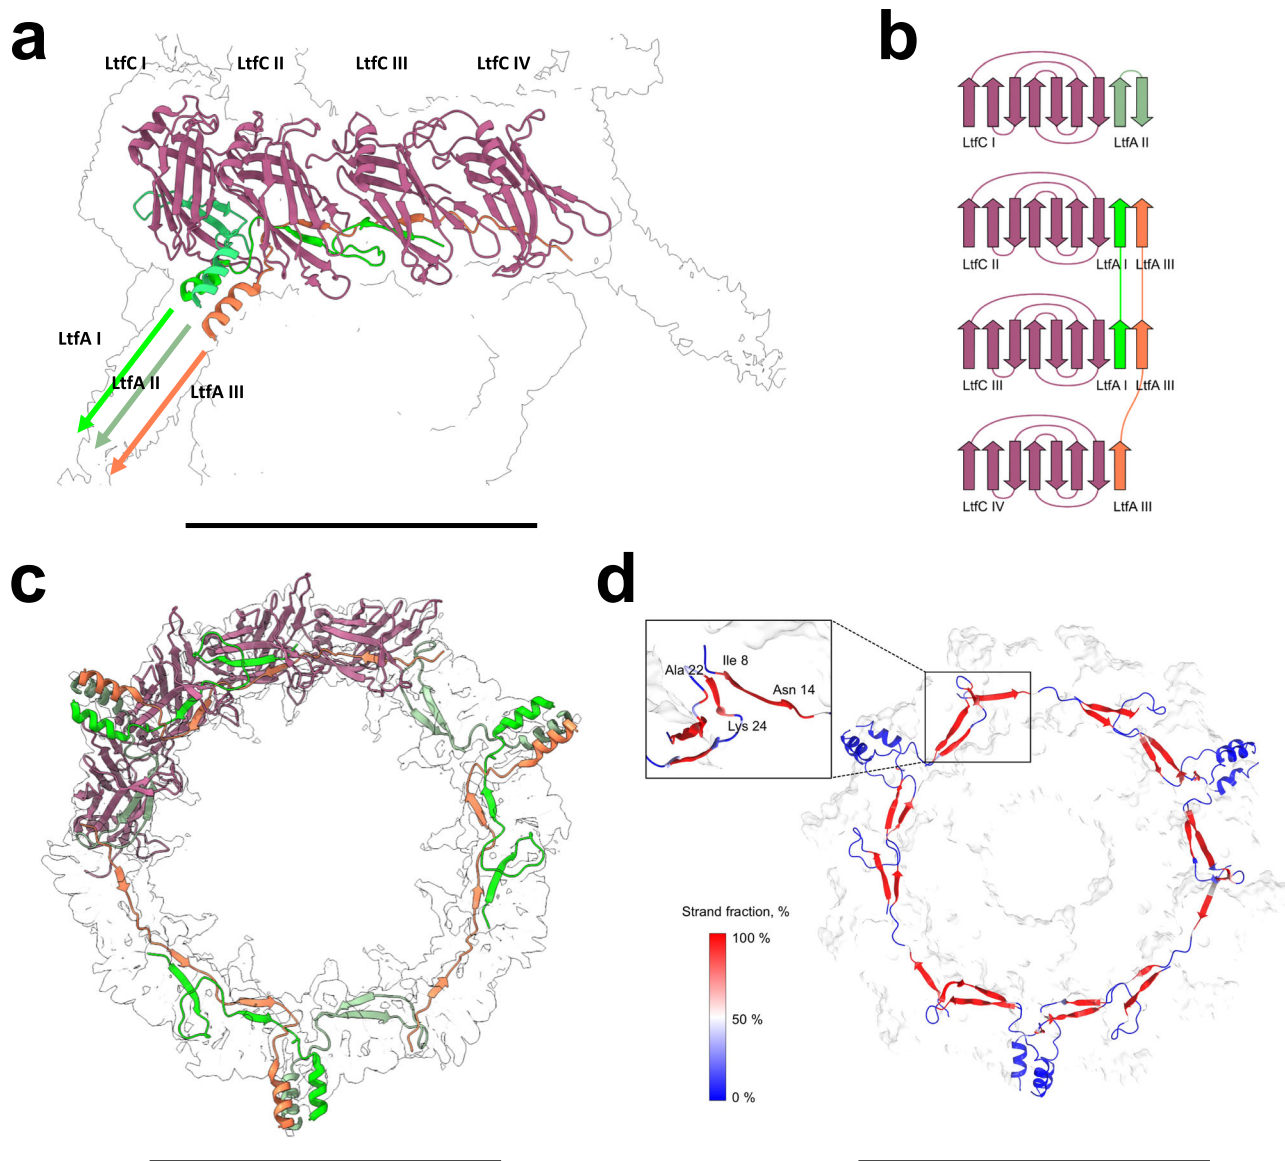 a
LtfC I
LtfC II
LtfC III
LtfC IV
LtfA I
LtfA II
LtfA III
b
LtfC I
LtfA II
LtfC II
LtfA I
LtfA III
LtfC III
LtfA I
LtfA III
LtfC IV
LtfA III
c
d
Ala 22
Ile 8
Asn 14
Lys 24
Strand fraction, %
100 %
50 %
0 %